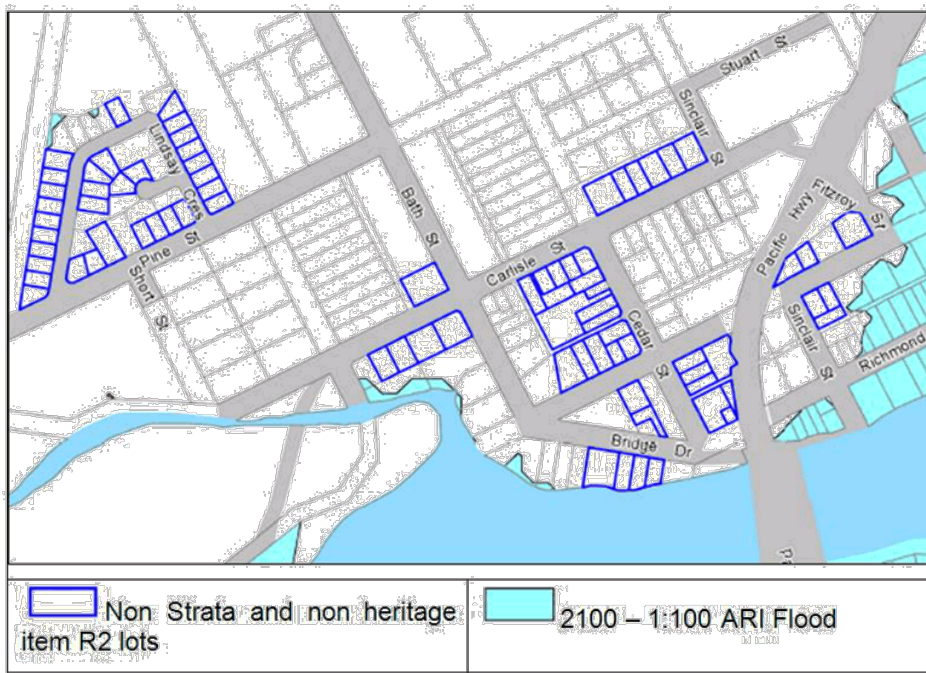 Stuart St
Sinclair St
Lindsay Cres
Bath St
Pine St
Short St
Carlisle St
Pacific Hwy
Fitzroy
Cedar St
Sinclair St
Richmond
Bridge Dr
Non Strata and non heritage
item R2 lots
2100 – 1:100 ARI Flood